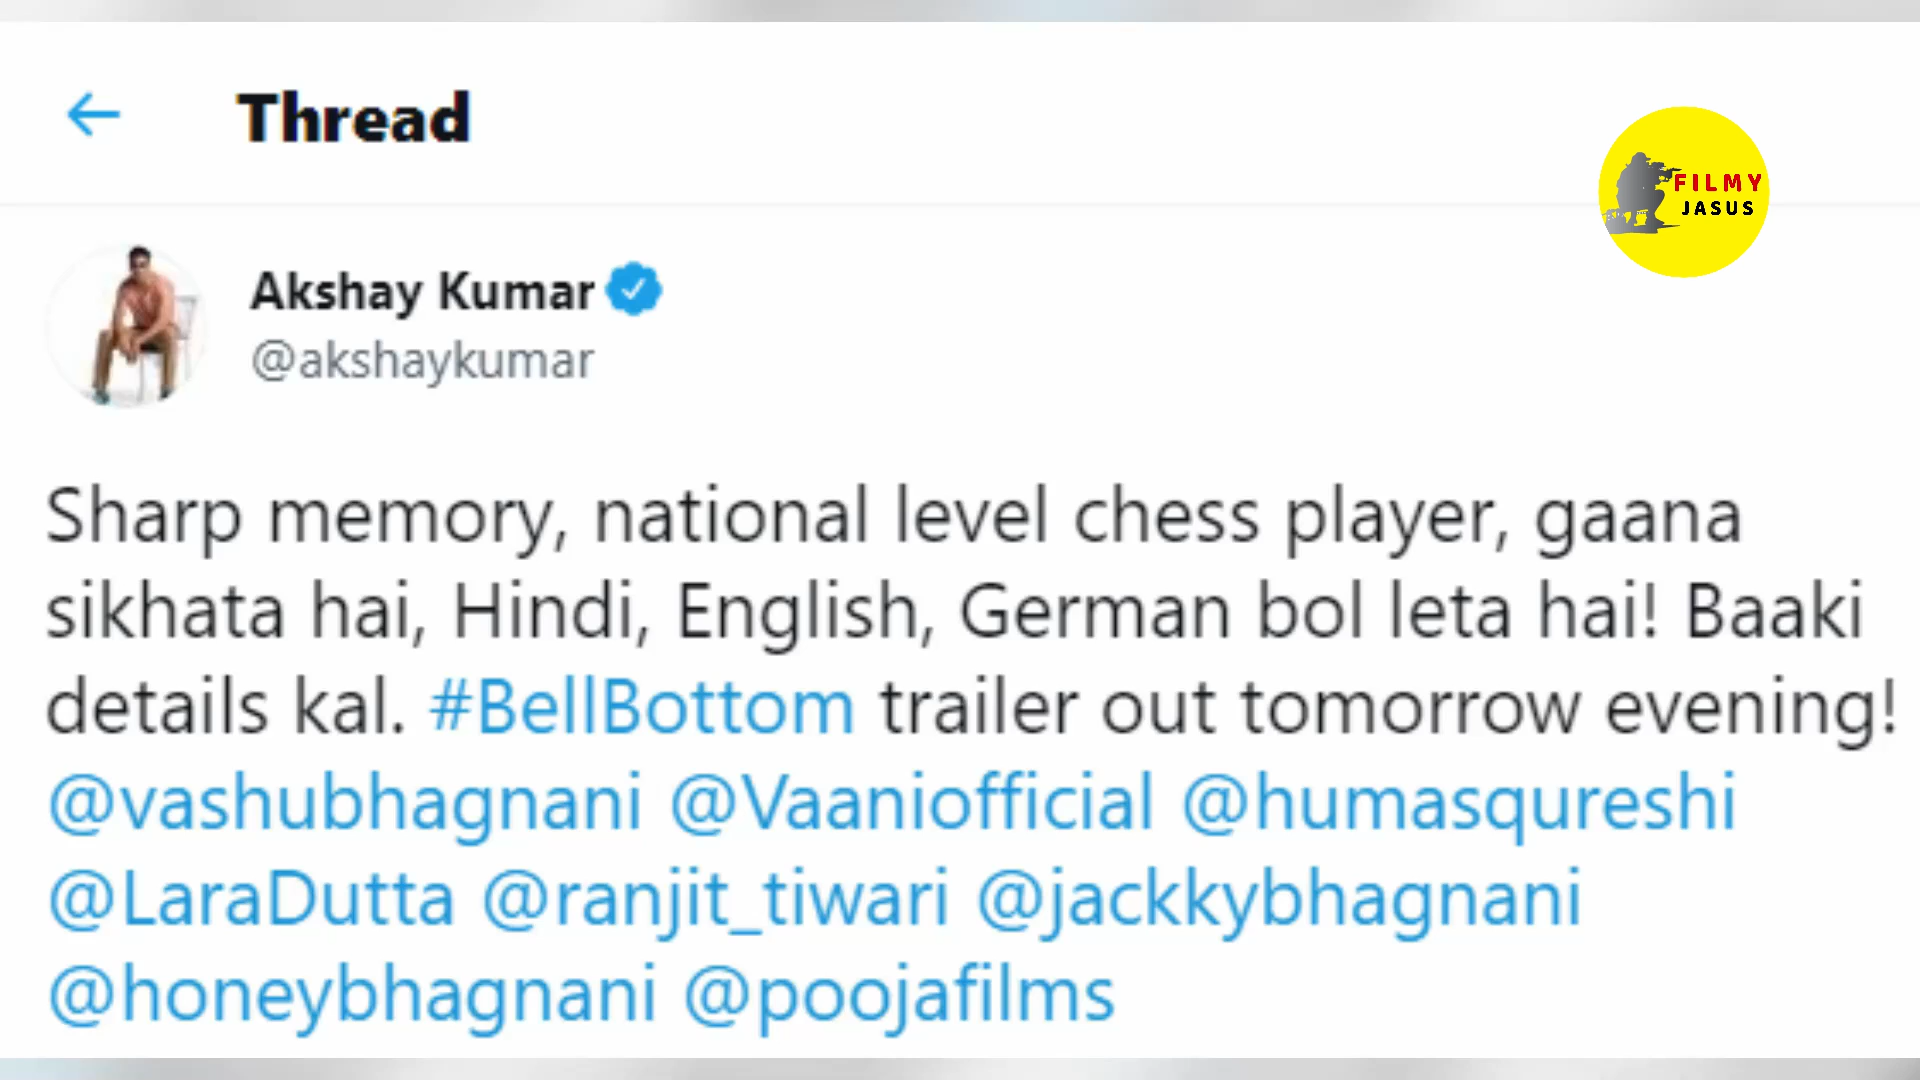 Thread
FILMY
JASUS
Akshay Kumar
@akshaykumar
Sharp memory, national level chess player, gaana
sikhata hai, Hindi, English, German bol leta hai! Baaki
details kal. #BellBottom trailer out tomorrow evening!
@vashubhagnani @Vaaniofficial @humasqureshi
@LaraDutta @ranjit_tiwari @jackkybhagnani
@honeybhagnani @poojafilms